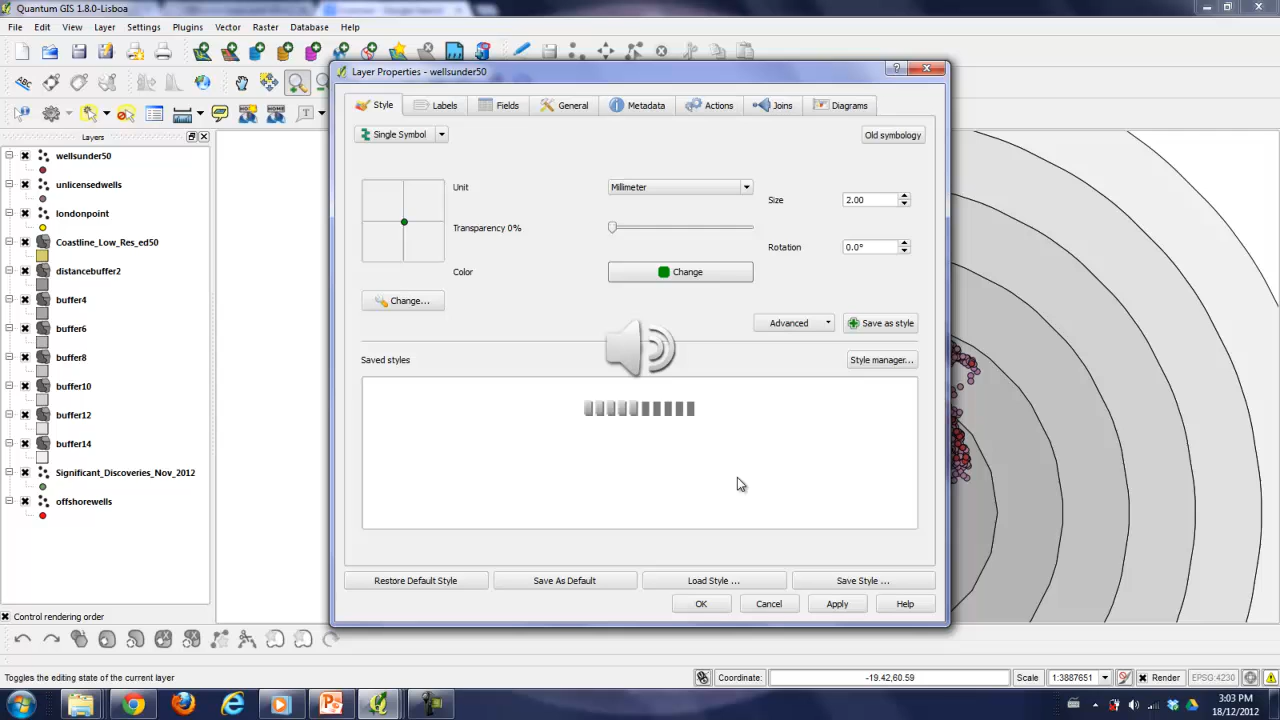 Quantum GIS 1.8.0-Lisboa
File Edit View Layer Settings Plugins Vector Raster Database Help
Layer Properties - wellsunder50
Style Labels Fields General Metadata Actions Joins Diagrams
Layers
Single Symbol Old symbology
wellsunder50
unlicensedwells
londonpoint
Coastline_Low_Res_ed50
distancebuffer2
buffer4
buffer6
buffer8
buffer10
buffer12
buffer14
Significant_Discoveries_Nov_2012
offshorewells
Unit Millimeter Size 2.00
Transparency 0% Rotation 0.0°
Color Change
Change...
Advanced Save as style
Saved styles Style manager...
Restore Default Style Save As Default Load Style ... Save Style ...
OK Cancel Apply Help
Control rendering order
Toggles the editing state of the current layer Coordinate: -19.42,60.59 Scale 1:3887651 Render EPSG:4230
3:03 PM
18/12/2012